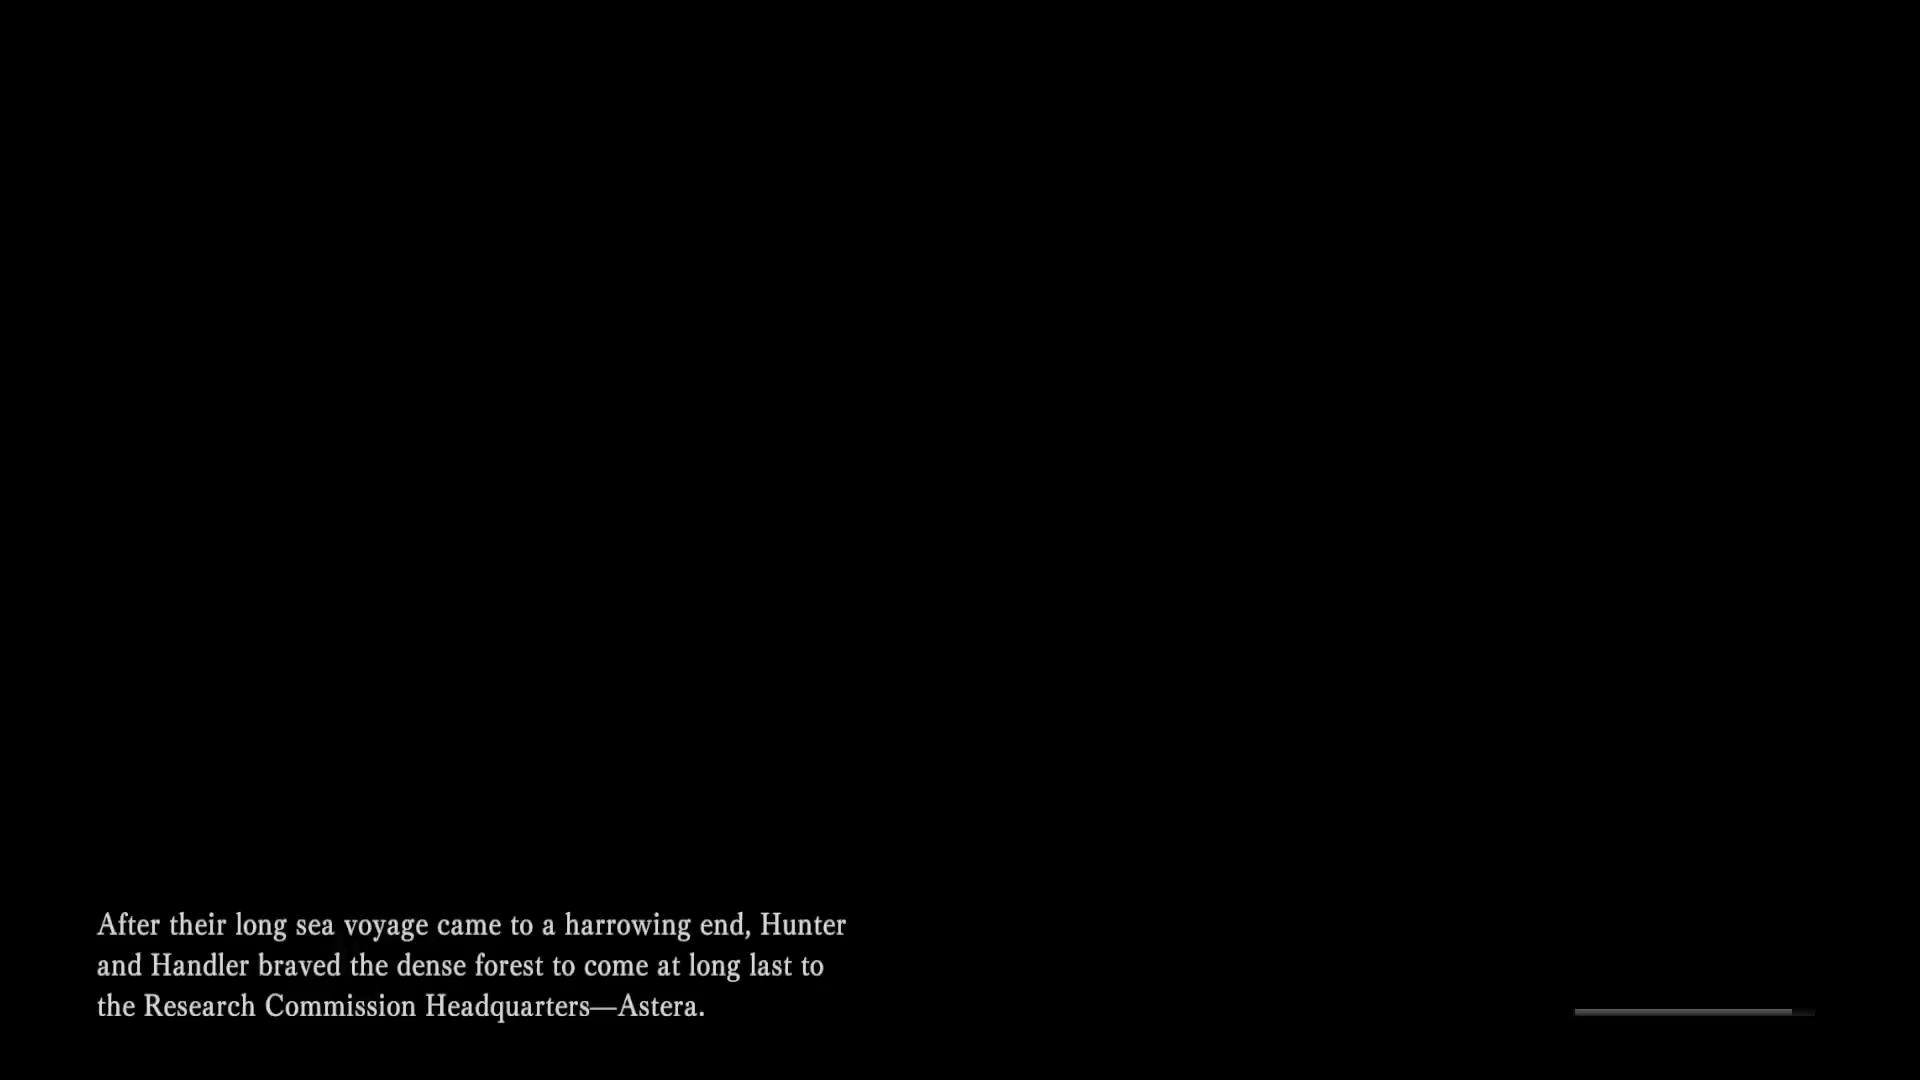 After their long sea voyage came to a harrowing end, Hunter
and Handler braved the dense forest to come at long last to
the Research Commission Headquarters—Astera.